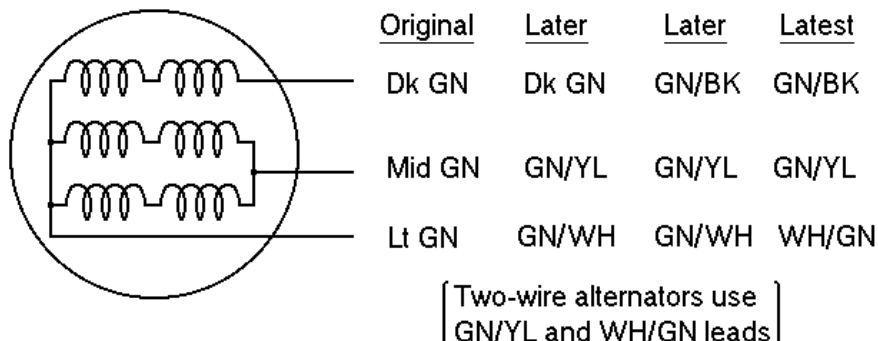 Original Later Later Latest
Dk GN Dk GN GN/BK GN/BK
Mid GN GN/YL GN/YL GN/YL
Lt GN GN/WH GN/WH WH/GN
Two-wire alternators use
GN/YL and WH/GN leads